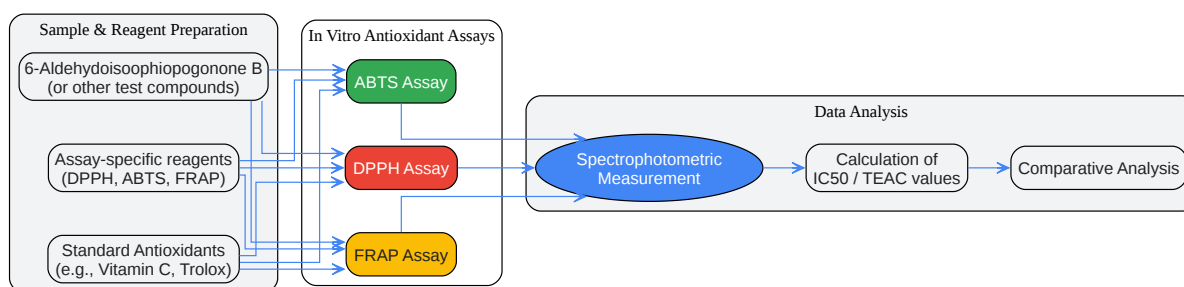 Sample & Reagent Preparation
6-Aldehydoisoophiopogonone B
(or other test compounds)
Assay-specific reagents
(DPPH, ABTS, FRAP)
Standard Antioxidants
(e.g., Vitamin C, Trolox)
In Vitro Antioxidant Assays
ABTS Assay
DPPH Assay
FRAP Assay
Data Analysis
Spectrophotometric
Measurement
Calculation of
IC50 / TEAC values
Comparative Analysis